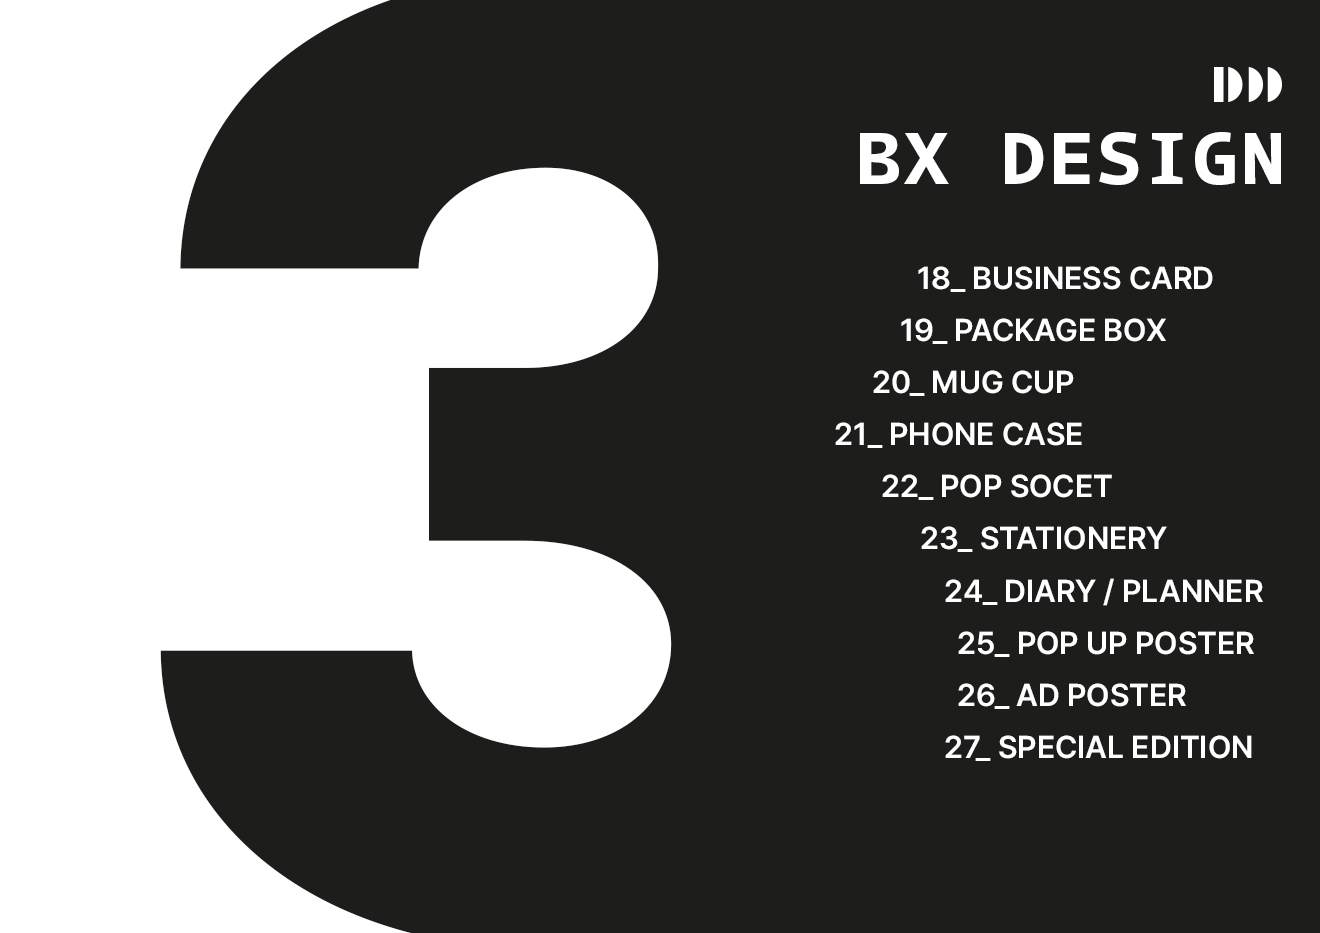 3
BX DESIGN
18_ BUSINESS CARD
19_ PACKAGE BOX
20_ MUG CUP
21_ PHONE CASE
22_ POP SOCET
23_ STATIONERY
24_ DIARY / PLANNER
25_ POP UP POSTER
26_ AD POSTER
27_ SPECIAL EDITION